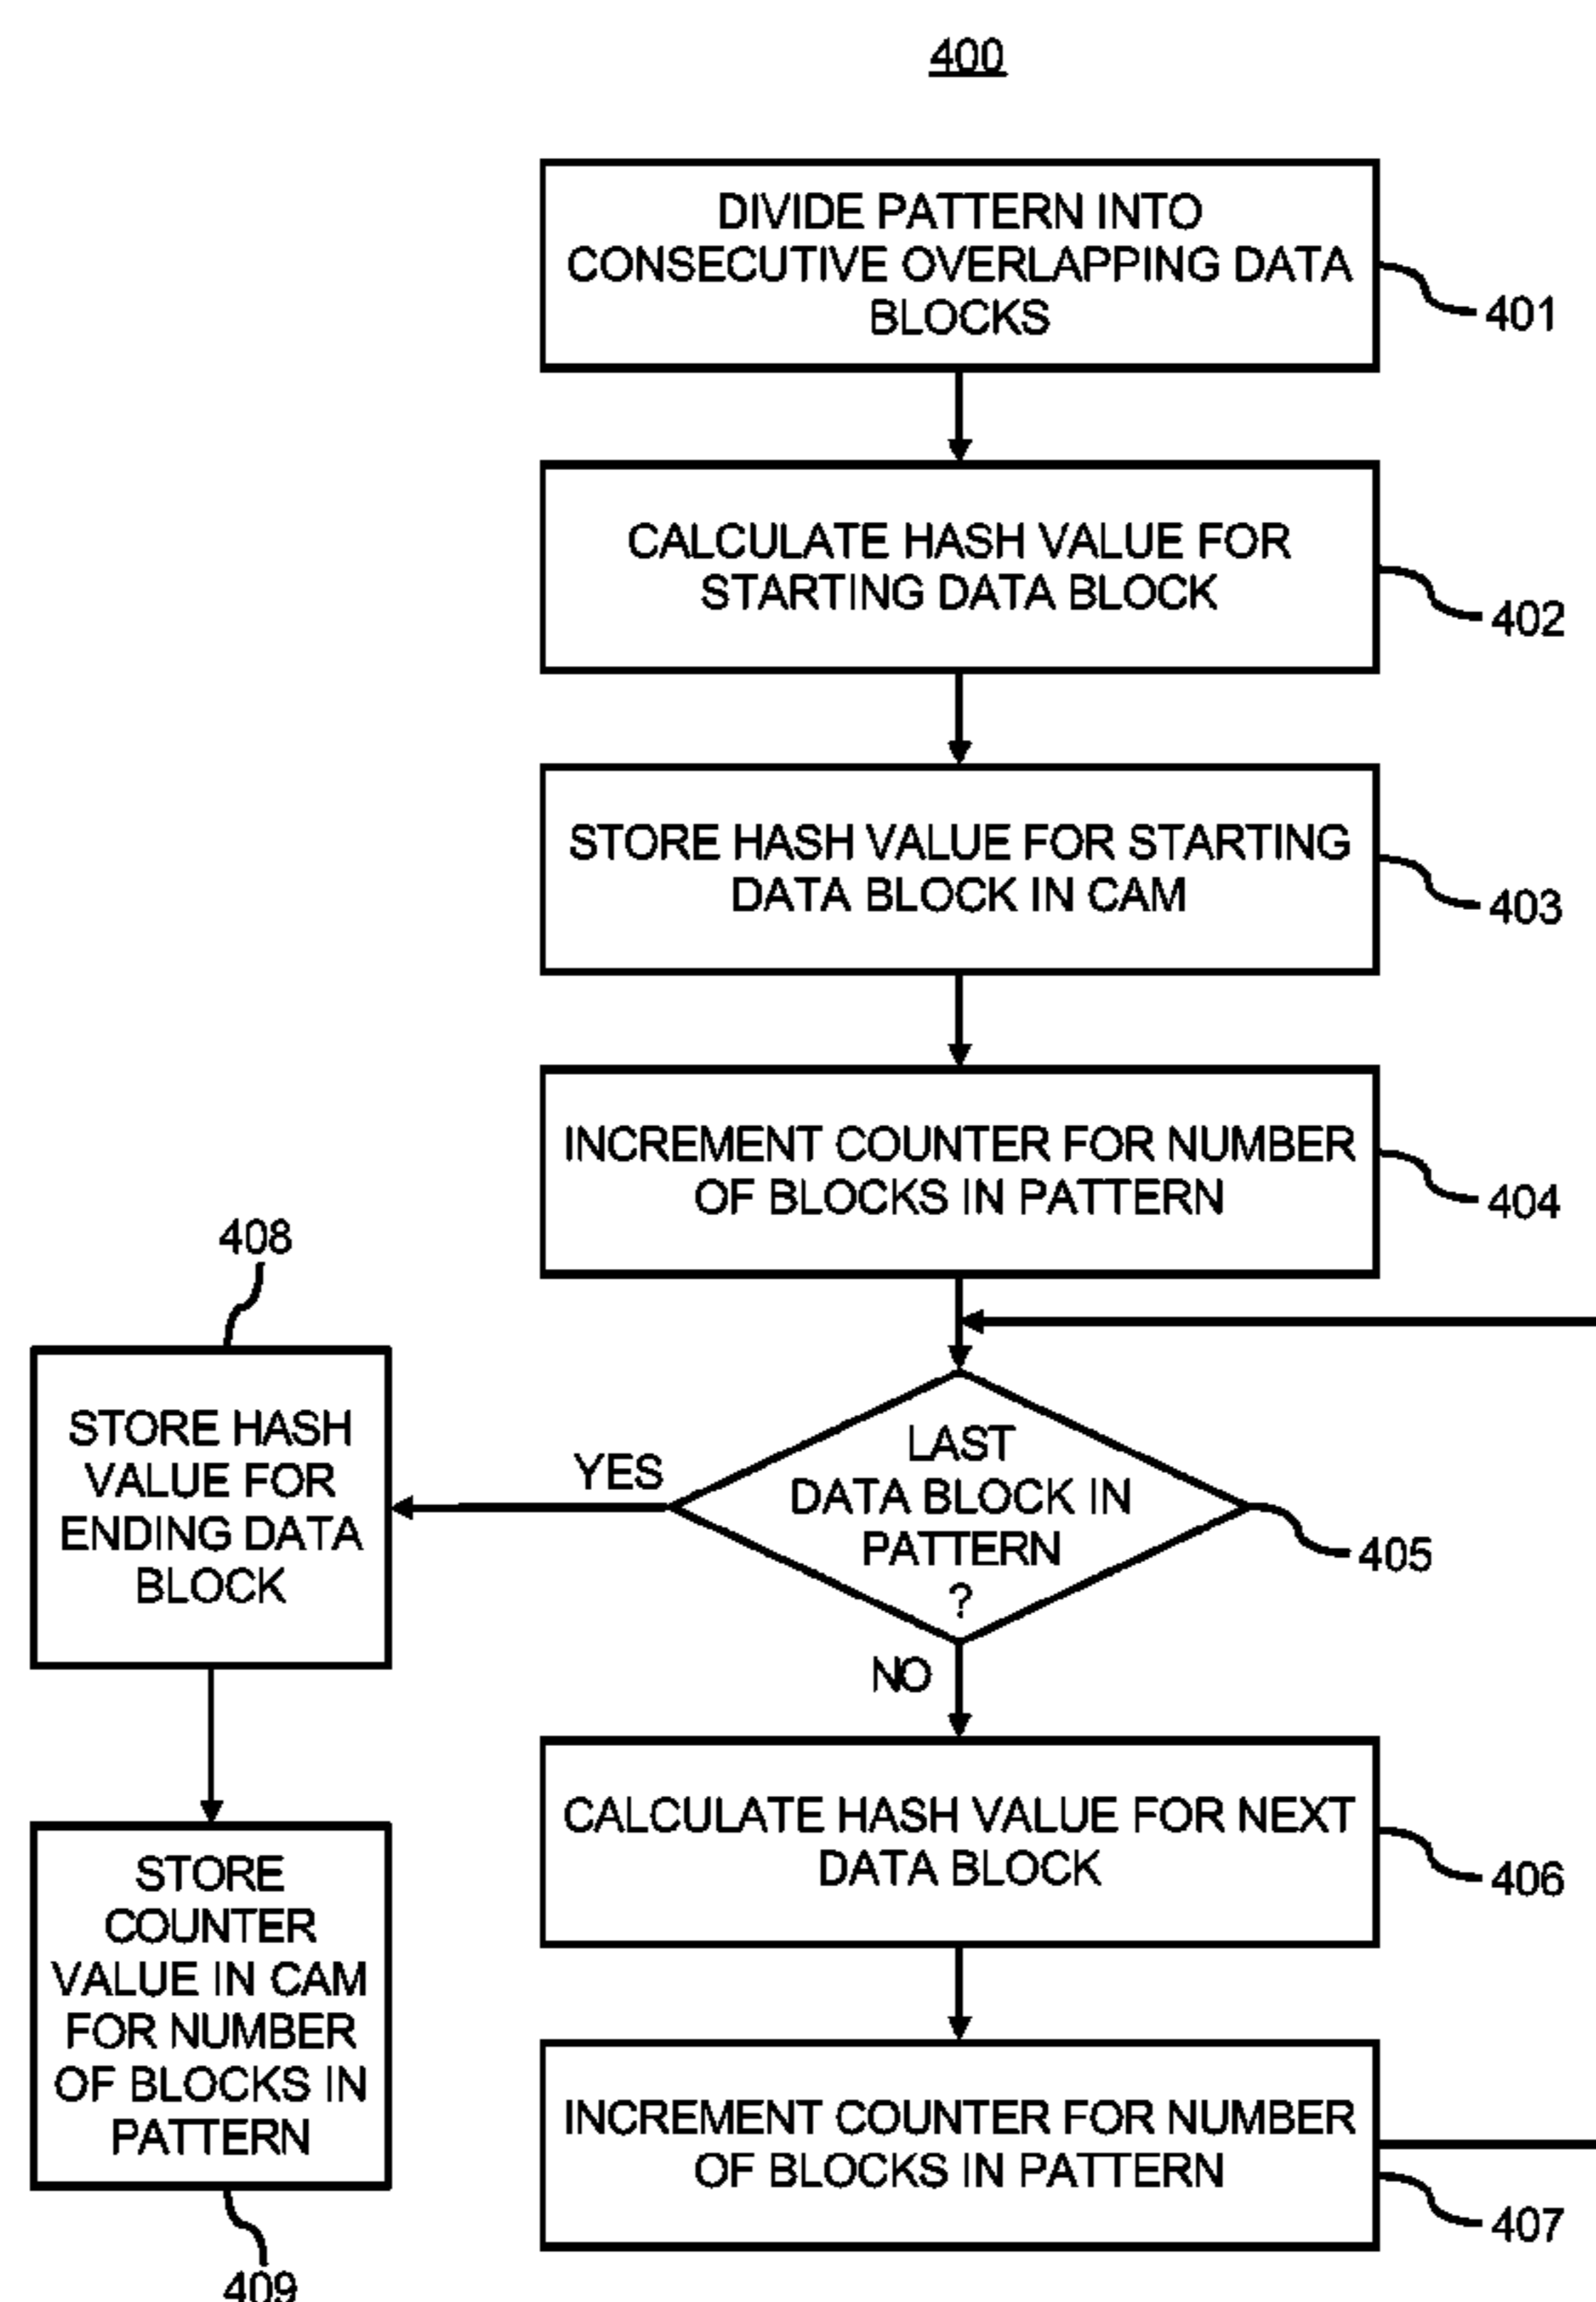 400
DIVIDE PATTERN INTO
CONSECUTIVE OVERLAPPING DATA
BLOCKS
401
CALCULATE HASH VALUE FOR
STARTING DATA BLOCK
402
STORE HASH VALUE FOR STARTING
DATA BLOCK IN CAM
403
INCREMENT COUNTER FOR NUMBER
OF BLOCKS IN PATTERN
404
LAST
DATA BLOCK IN
PATTERN
?
405
YES
NO
408
STORE HASH
VALUE FOR
ENDING DATA
BLOCK
CALCULATE HASH VALUE FOR NEXT
DATA BLOCK
406
STORE
COUNTER
VALUE IN CAM
FOR NUMBER
OF BLOCKS IN
PATTERN
409
INCREMENT COUNTER FOR NUMBER
OF BLOCKS IN PATTERN
407